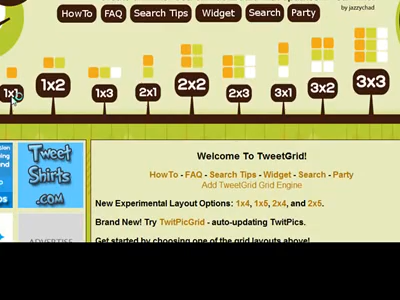 by jazzychad
HowTo FAQ Search Tips Widget Search Party
1x1 1x2 1x3 2x1 2x2 2x3 3x1 3x2 3x3
Tweet
Shirts
.COM
ADVERTISE
Welcome To TweetGrid!
HowTo - FAQ - Search Tips - Widget - Search - Party
Add TweetGrid Grid Engine
New Experimental Layout Options: 1x4, 1x5, 2x4, and 2x5.
Brand New! Try TwitPicGrid - auto-updating TwitPics.
Get started by choosing one of the grid layouts above!